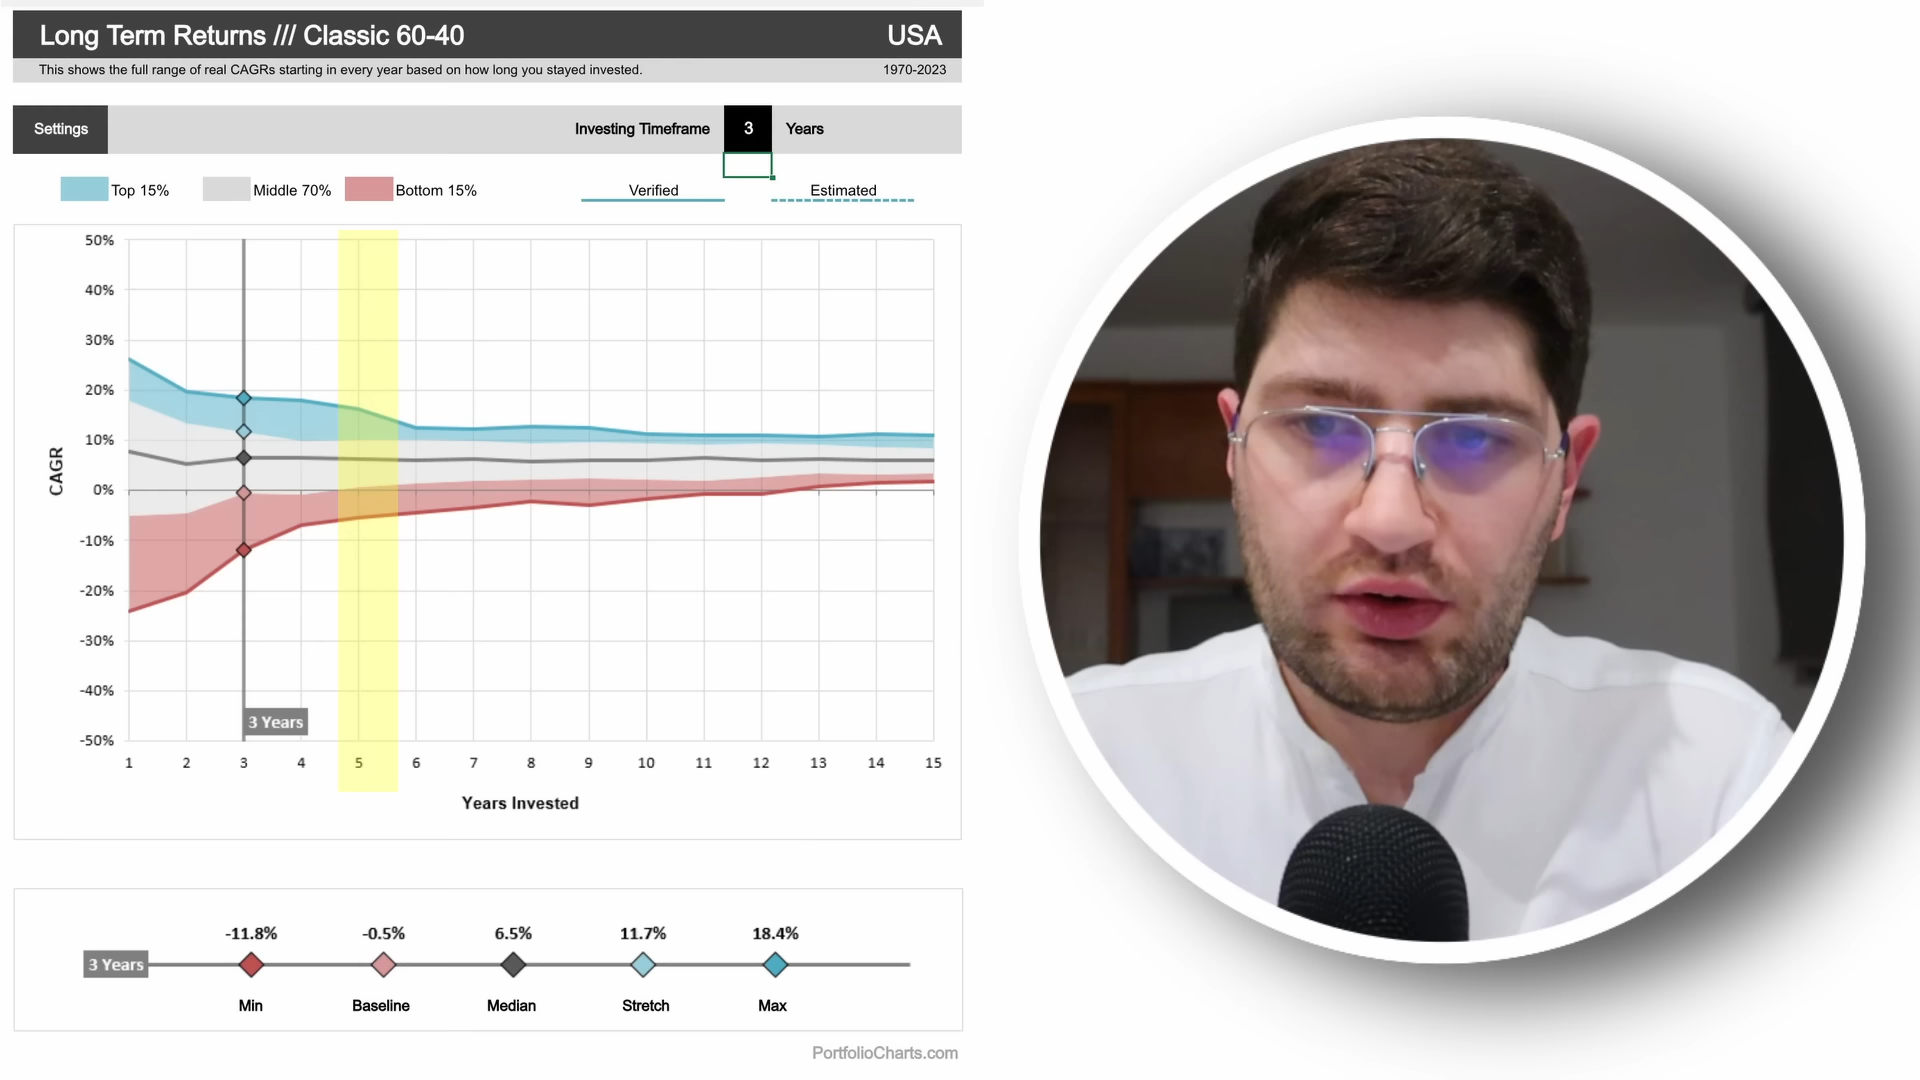 Long Term Returns /// Classic 60-40 USA
This shows the full range of real CAGRs starting in every year based on how long you stayed invested. 1970-2023
Settings Investing Timeframe 3 Years
Top 15% Middle 70% Bottom 15% Verified Estimated
50%
40%
30%
20%
10%
0%
-10%
-20%
-30%
-40%
-50%
CAGR
3 Years
1 2 3 4 5 6 7 8 9 10 11 12 13 14 15
Years Invested
-11.8% -0.5% 6.5% 11.7% 18.4%
3 Years
Min Baseline Median Stretch Max
PortfolioCharts.com